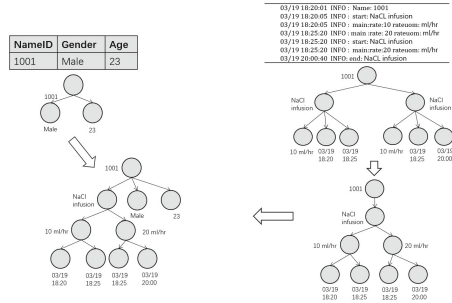 03/19 18:20:01 INFO : Name: 1001
03/19 18:20:05 INFO : start: NaCL infusion
03/19 18:20:05 INFO : main:rate:10 rateuom: ml/hr
03/19 18:25:20 INFO : main :rate: 20 rateuom: ml/hr
03/19 18:25:20 INFO : start: NaCL infusion
03/19 18:25:20 INFO : main:rate: 20 rateuom: ml/hr
03/19 20:00:40 INFO: end: NaCL infusion
NameID Gender Age
1001 Male 23
1001
Male 23
1001
NaCl
infusion
Male
23
10 ml/hr
20 ml/hr
03/19 03/19 03/19 03/19
18:20 18:25 18:25 20:00
1001
NaCl
infusion
NaCl
infusion
10 ml/hr 03/19 03/19 10 ml/hr 03/19 03/19
18:20 18:25 18:25 20:00
1001
NaCl
infusion
10 ml/hr
20 ml/hr
03/19 03/19 03/19 03/19
18:20 18:25 18:25 20:00